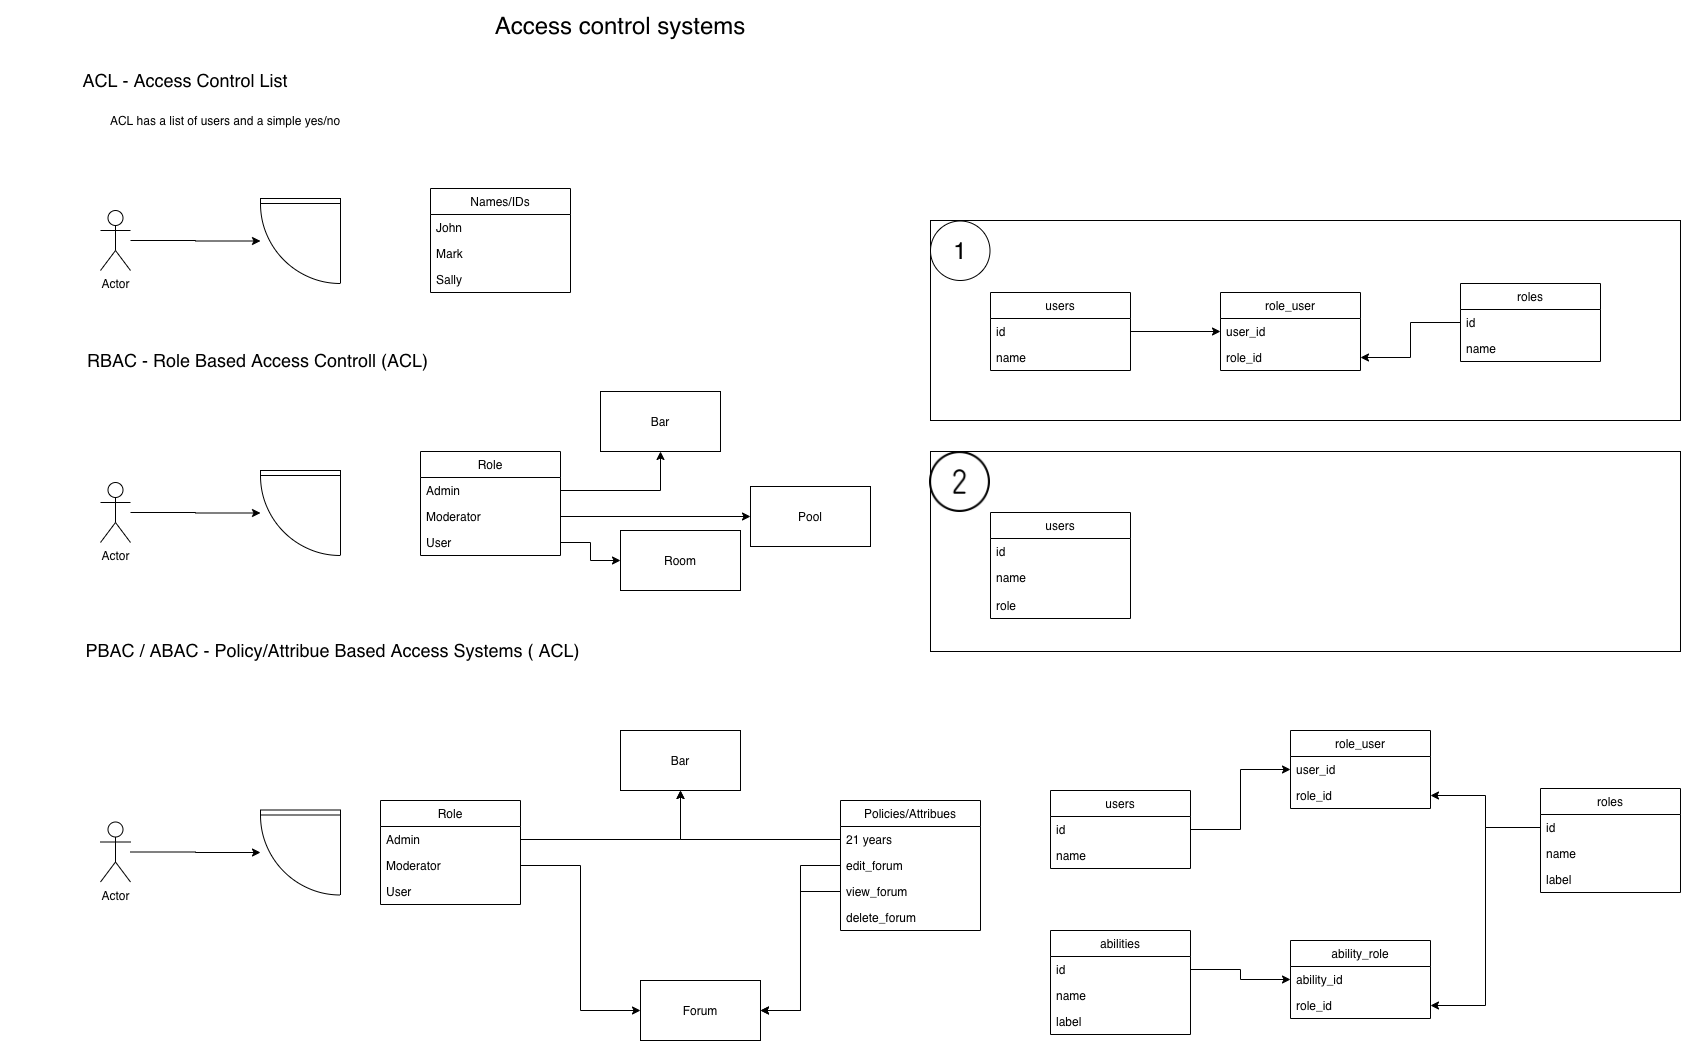 Access control systems
ACL - Access Control List
ACL has a list of users and a simple yes/no
Actor
Names/IDs
John
Mark
Sally
1
users
id
name
role_user
user_id
role_id
roles
id
name
RBAC - Role Based Access Controll (ACL)
Actor
Role
Admin
Moderator
User
Bar
Pool
Room
2
users
id
name
role
PBAC / ABAC - Policy/Attribue Based Access Systems ( ACL)
Actor
Role
Admin
Moderator
User
Bar
Policies/Attribues
21 years
edit_forum
view_forum
delete_forum
Forum
users
id
name
role_user
user_id
role_id
roles
id
name
label
abilities
id
name
label
ability_role
ability_id
role_id